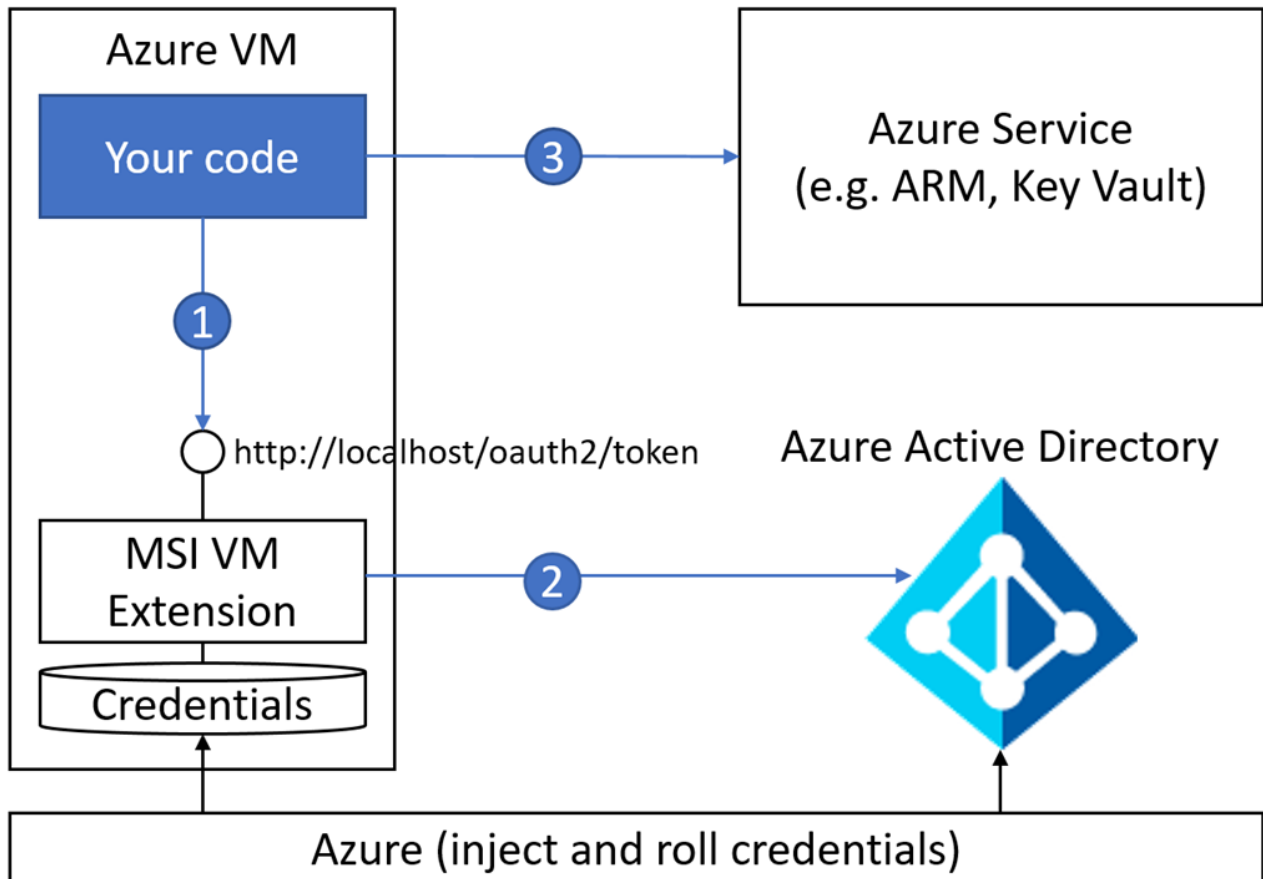 Azure VM
Your code
3
Azure Service
(e.g. ARM, Key Vault)
1
http://localhost/oauth2/token
Azure Active Directory
MSI VM
Extension
2
Credentials
Azure (inject and roll credentials)